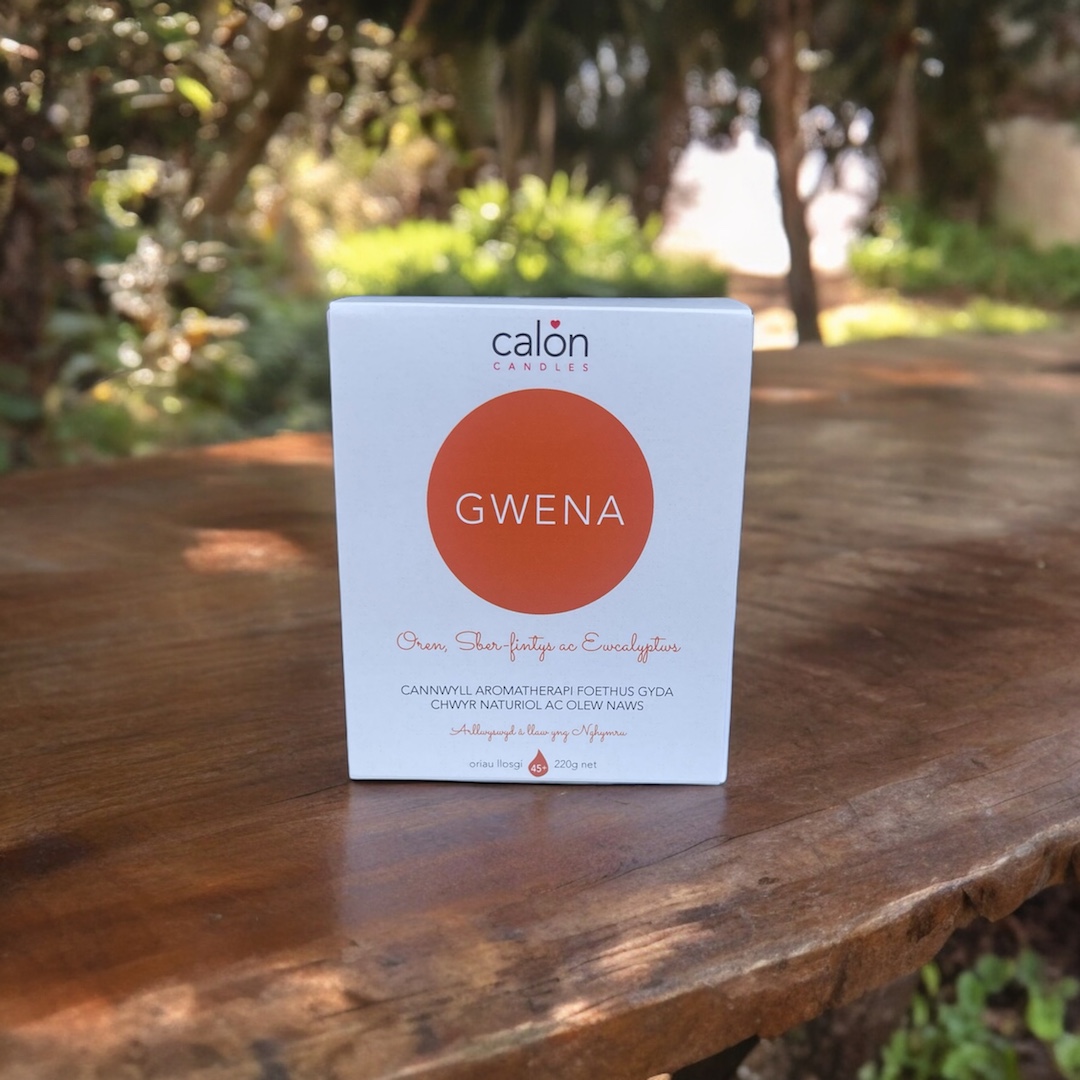 calon
CANDLES
GWENA
Oren, Sber-fintys ac Ewcalyptws
CANNWYLL AROMATHERAPI FOETHUS GYDA
CHWYR NATURIOL AC OLEW NAWS
Arllwyswyd â llaw yng Nghymru
oriau llosgi 45+ 220g net